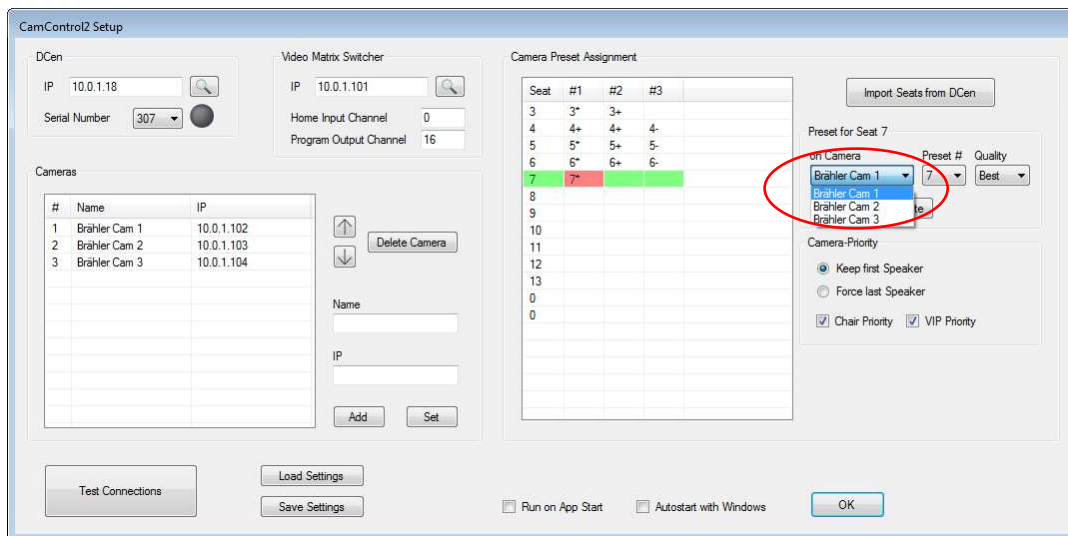 CamControl2 Setup
DCen
IP 10.0.1.18
Serial Number 307
Video Matrix Switcher
IP 10.0.1.101
Home Input Channel 0
Program Output Channel 16
Cameras
# Name IP
1 Brähler Cam 1 10.0.1.102
2 Brähler Cam 2 10.0.1.103
3 Brähler Cam 3 10.0.1.104
Delete Camera
Name
IP
Add Set
Camera Preset Assignment
Seat #1 #2 #3
3 3* 3+
4 4+ 4+ 4-
5 5* 5+ 5-
6 6* 6+ 6-
7 7*
8
9
10
11
12
13
0
0
Import Seats from DCen
Preset for Seat 7
on Camera Preset # Quality
Brähler Cam 1 7 Best
Brähler Cam 1
Brähler Cam 2
Brähler Cam 3
Camera-Priority
Keep first Speaker
Force last Speaker
Chair Priority VIP Priority
Test Connections
Load Settings
Save Settings
Run on App Start Autostart with Windows OK